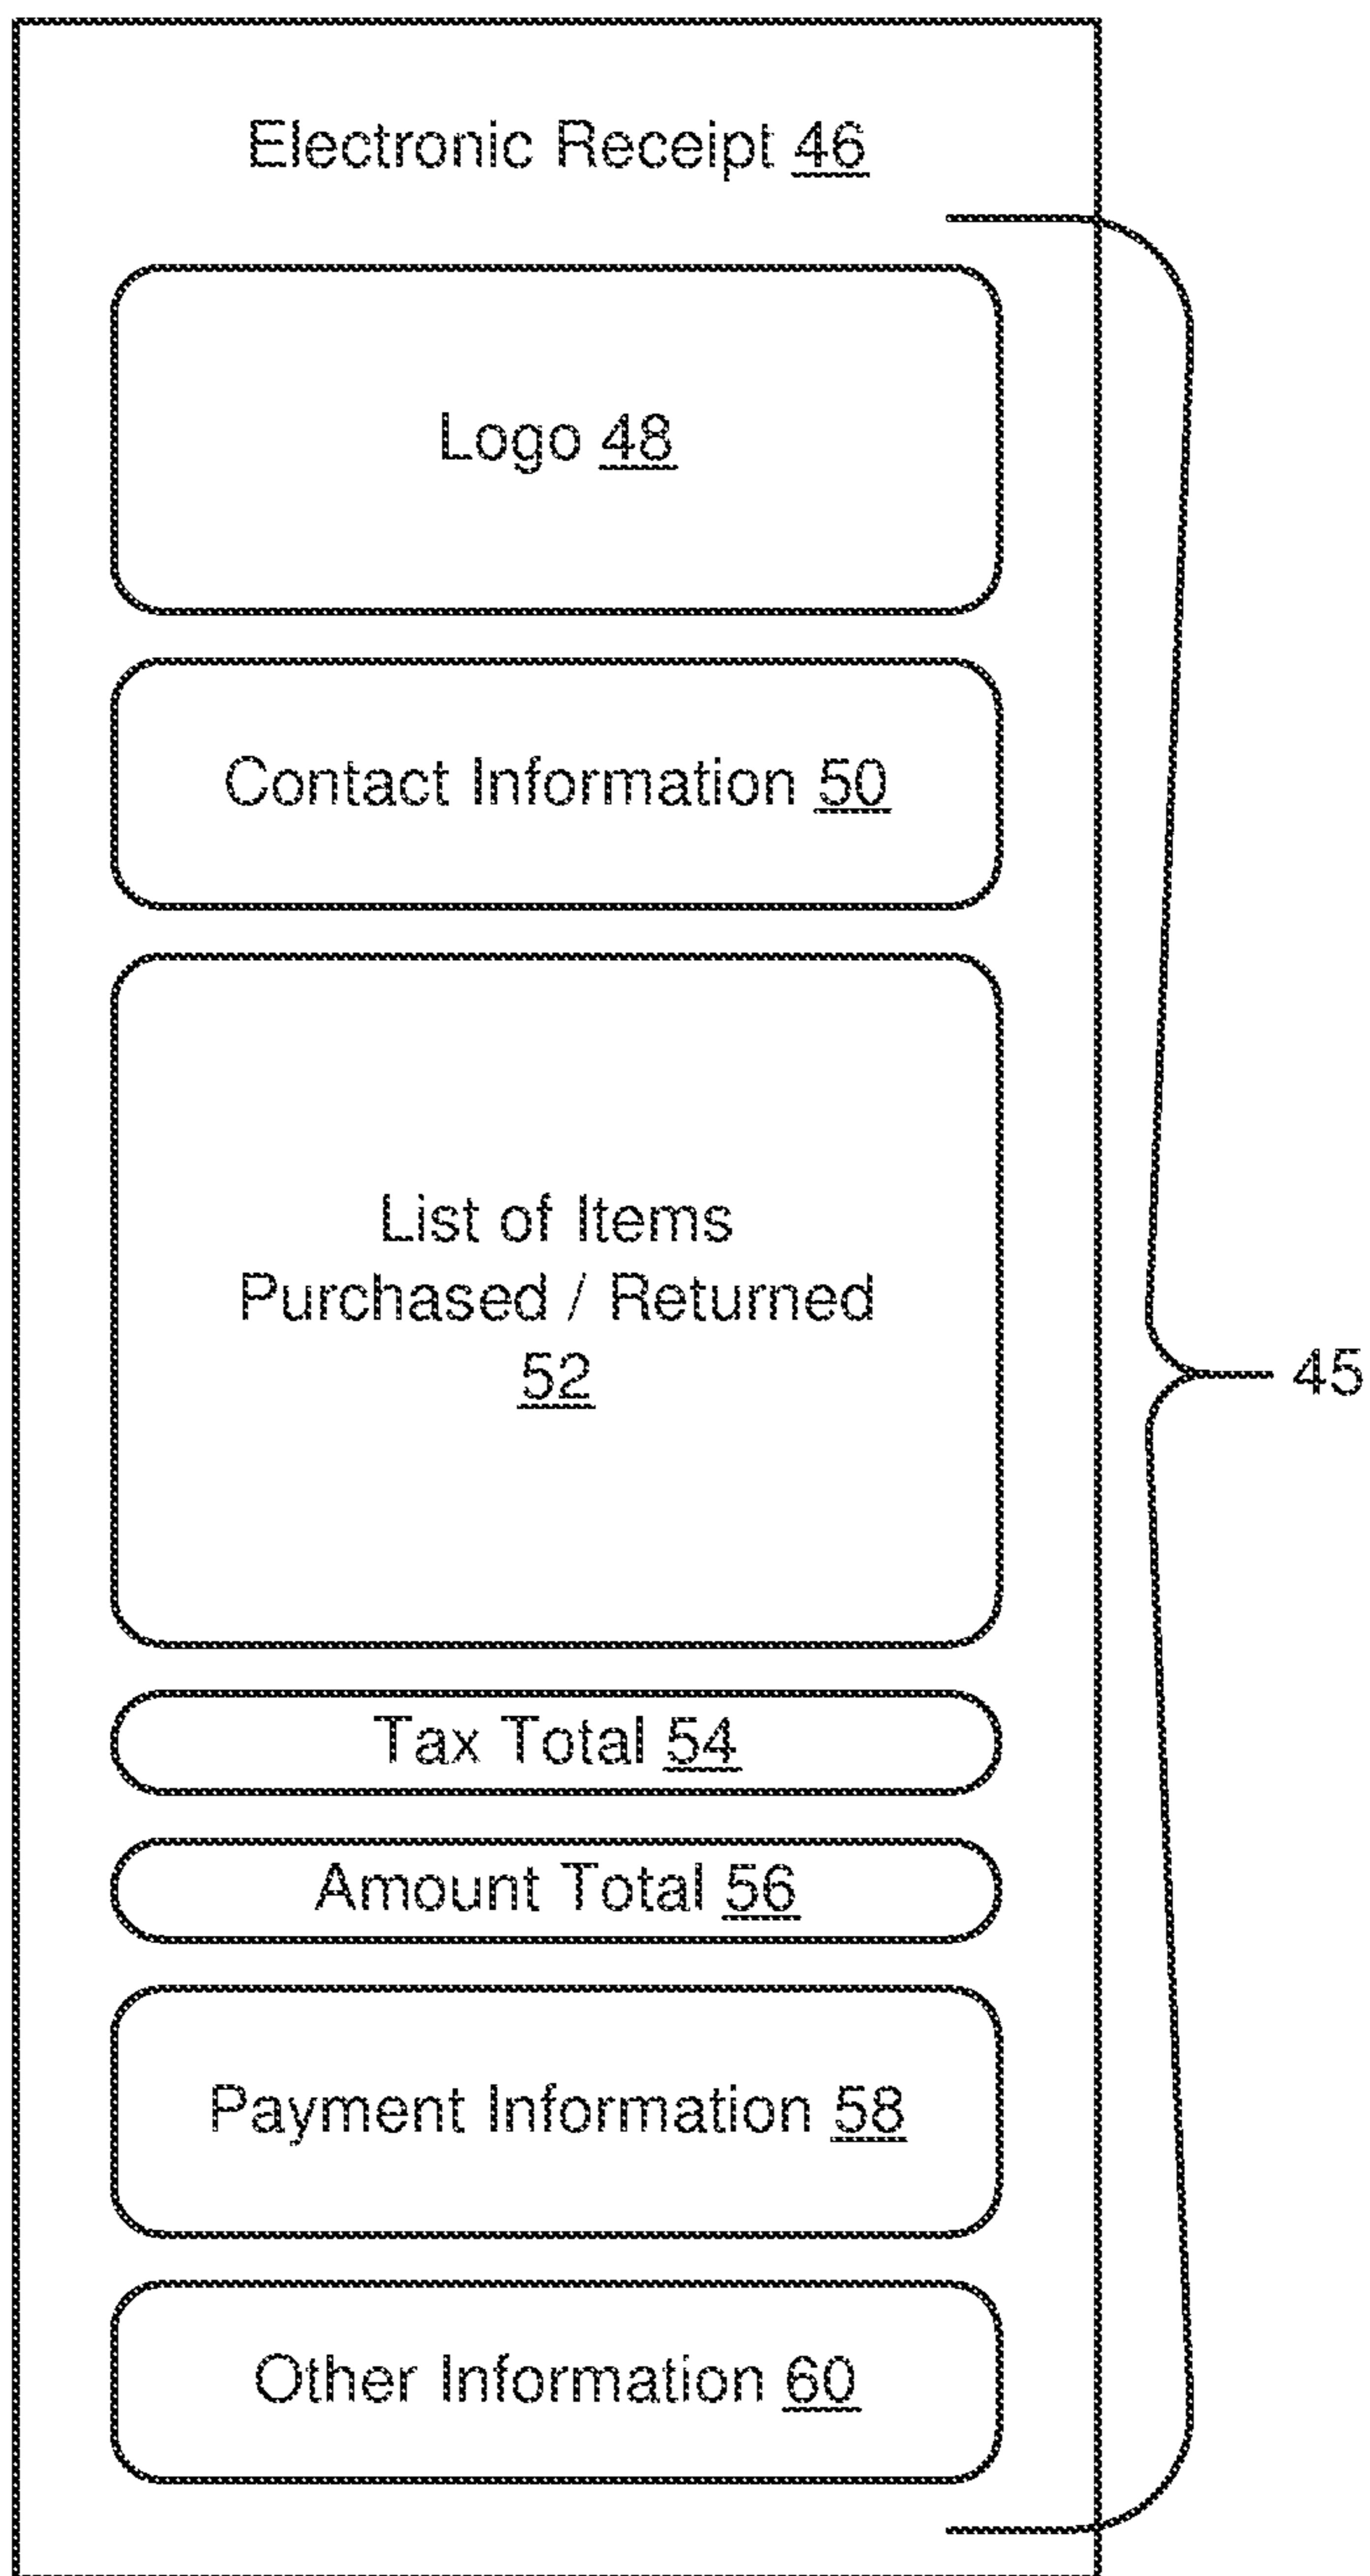 Electronic Receipt 46
Logo 48
Contact Information 50
List of Items
Purchased / Returned
52
45
Tax Total 54
Amount Total 56
Payment Information 58
Other Information 60